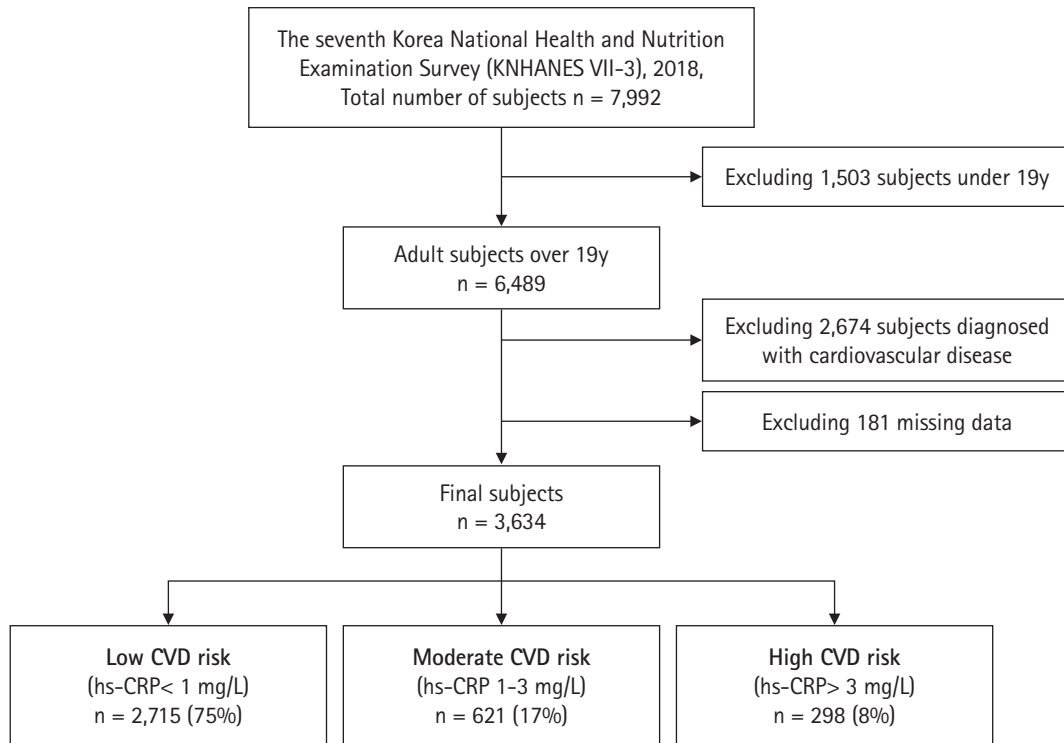 The seventh Korea National Health and Nutrition
Examination Survey (KNHANES VII-3), 2018,
Total number of subjects n = 7,992
Excluding 1,503 subjects under 19y
Adult subjects over 19y
n = 6,489
Excluding 2,674 subjects diagnosed
with cardiovascular disease
Excluding 181 missing data
Final subjects
n = 3,634
Low CVD risk
(hs-CRP< 1 mg/L)
n = 2,715 (75%)
Moderate CVD risk
(hs-CRP 1-3 mg/L)
n = 621 (17%)
High CVD risk
(hs-CRP> 3 mg/L)
n = 298 (8%)